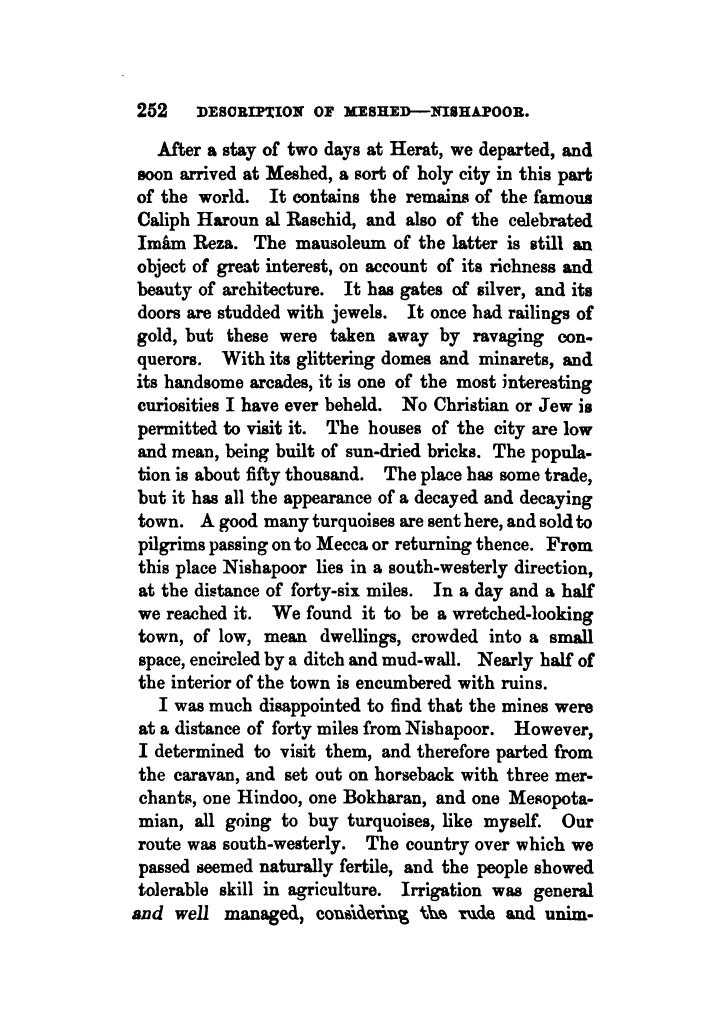 252 DESCRIPTION OF MESHED—NISHAPOOR.
After a stay of two days at Herat, we departed, and
soon arrived at Meshed, a sort of holy city in this part
of the world. It contains the remains of the famous
Caliph Haroun al Raschid, and also of the celebrated
Imâm Reza. The mausoleum of the latter is still an
object of great interest, on account of its richness and
beauty of architecture. It has gates of silver, and its
doors are studded with jewels. It once had railings of
gold, but these were taken away by ravaging con-
querors. With its glittering domes and minarets, and
its handsome arcades, it is one of the most interesting
curiosities I have ever beheld. No Christian or Jew is
permitted to visit it. The houses of the city are low
and mean, being built of sun-dried bricks. The popula-
tion is about fifty thousand. The place has some trade,
but it has all the appearance of a decayed and decaying
town. A good many turquoises are sent here, and sold to
pilgrims passing on to Mecca or returning thence. From
this place Nishapoor lies in a south-westerly direction,
at the distance of forty-six miles. In a day and a half
we reached it. We found it to be a wretched-looking
town, of low, mean dwellings, crowded into a small
space, encircled by a ditch and mud-wall. Nearly half of
the interior of the town is encumbered with ruins.
I was much disappointed to find that the mines were
at a distance of forty miles from Nishapoor. However,
I determined to visit them, and therefore parted from
the caravan, and set out on horseback with three mer-
chants, one Hindoo, one Bokharan, and one Mesopota-
mian, all going to buy turquoises, like myself. Our
route was south-westerly. The country over which we
passed seemed naturally fertile, and the people showed
tolerable skill in agriculture. Irrigation was general
and well managed, considering the rude and unim-